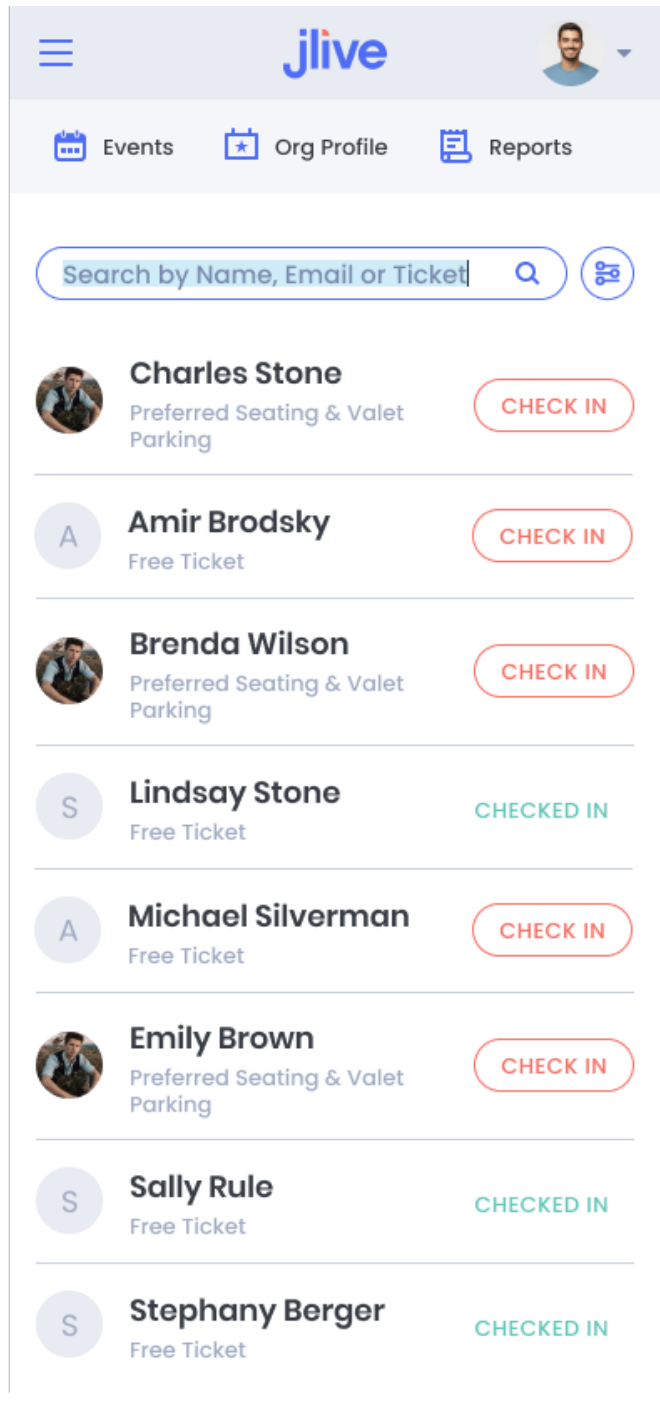 jlive
Events Org Profile Reports
Search by Name, Email or Ticket
Charles Stone
Preferred Seating & Valet
Parking
CHECK IN
A
Amir Brodsky
Free Ticket
CHECK IN
Brenda Wilson
Preferred Seating & Valet
Parking
CHECK IN
S
Lindsay Stone
Free Ticket
CHECKED IN
A
Michael Silverman
Free Ticket
CHECK IN
Emily Brown
Preferred Seating & Valet
Parking
CHECK IN
S
Sally Rule
Free Ticket
CHECKED IN
S
Stephany Berger
Free Ticket
CHECKED IN